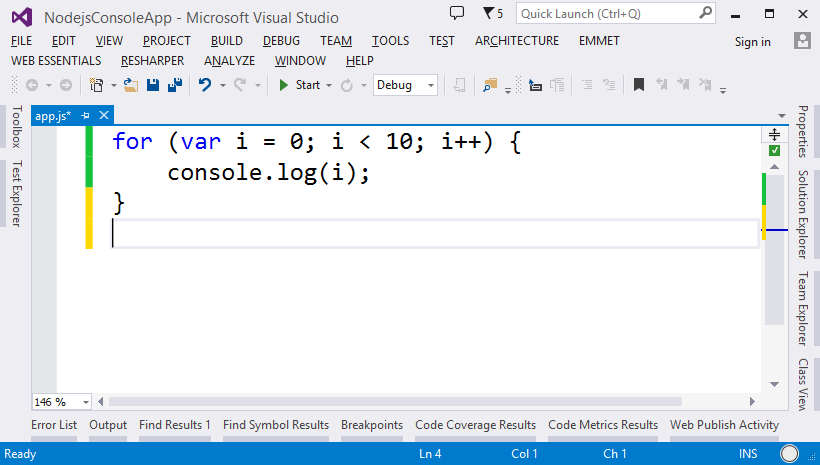 NodejsConsoleApp - Microsoft Visual Studio
5
Quick Launch (Ctrl+Q)
FILE EDIT VIEW PROJECT BUILD DEBUG TEAM TOOLS TEST ARCHITECTURE EMMET
Sign in
WEB ESSENTIALS RESHARPER ANALYZE WINDOW HELP
Start Debug
Toolbox
Test Explorer
app.js*
for (var i = 0; i < 10; i++) {
console.log(i);
}
Properties
Solution Explorer
Team Explorer
Class View
146 %
Error List Output Find Results 1 Find Symbol Results Breakpoints Code Coverage Results Code Metrics Results Web Publish Activity
Ready Ln 4 Col 1 Ch 1 INS